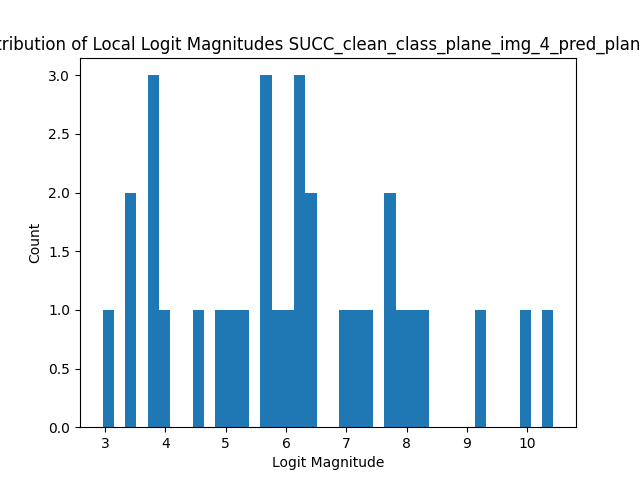 tribution of Local Logit Magnitudes SUCC_clean_class_plane_img_4_pred_plan
3.0
2.5
2.0
1.5
1.0
0.5
0.0
Count
3 4 5 6 7 8 9 10
Logit Magnitude